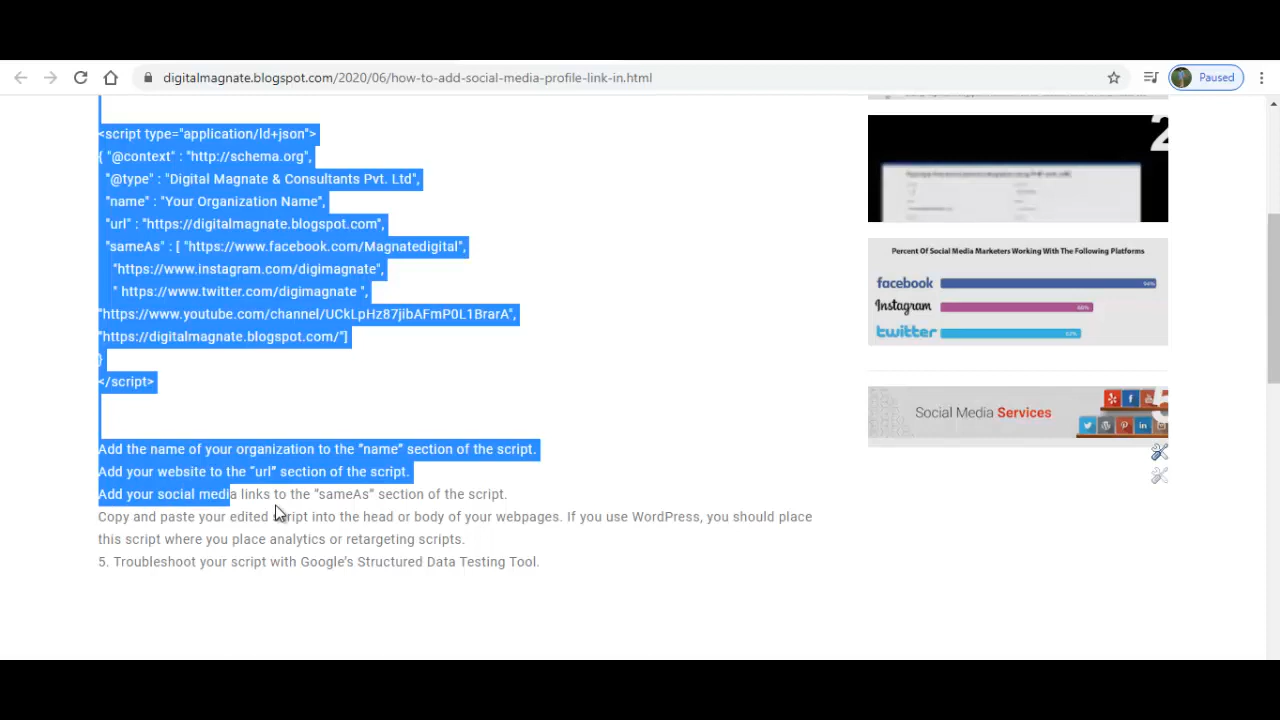 digitalmagnate.blogspot.com/2020/06/how-to-add-social-media-profile-link-in.html
Paused
<script type="application/ld+json">
{ "@context" : "http://schema.org",
"@type" : "Digital Magnate & Consultants Pvt. Ltd",
"name" : "Your Organization Name",
"url" : "https://digitalmagnate.blogspot.com",
"sameAs" : [ "https://www.facebook.com/Magnatedigital",
"https://www.instagram.com/digimagnate",
" https://www.twitter.com/digimagnate ",
"https://www.youtube.com/channel/UCkLpHz87jibAFmP0L1BrarA",
"https://digitalmagnate.blogspot.com/"]
}
</script>
Add the name of your organization to the “name” section of the script.
Add your website to the “url” section of the script.
Add your social media links to the “sameAs” section of the script.
Copy and paste your edited script into the head or body of your webpages. If you use WordPress, you should place
this script where you place analytics or retargeting scripts.
5. Troubleshoot your script with Google’s Structured Data Testing Tool.
2
Percent Of Social Media Marketers Working With The Following Platforms
facebook
Instagram
twitter
Social Media Services
5